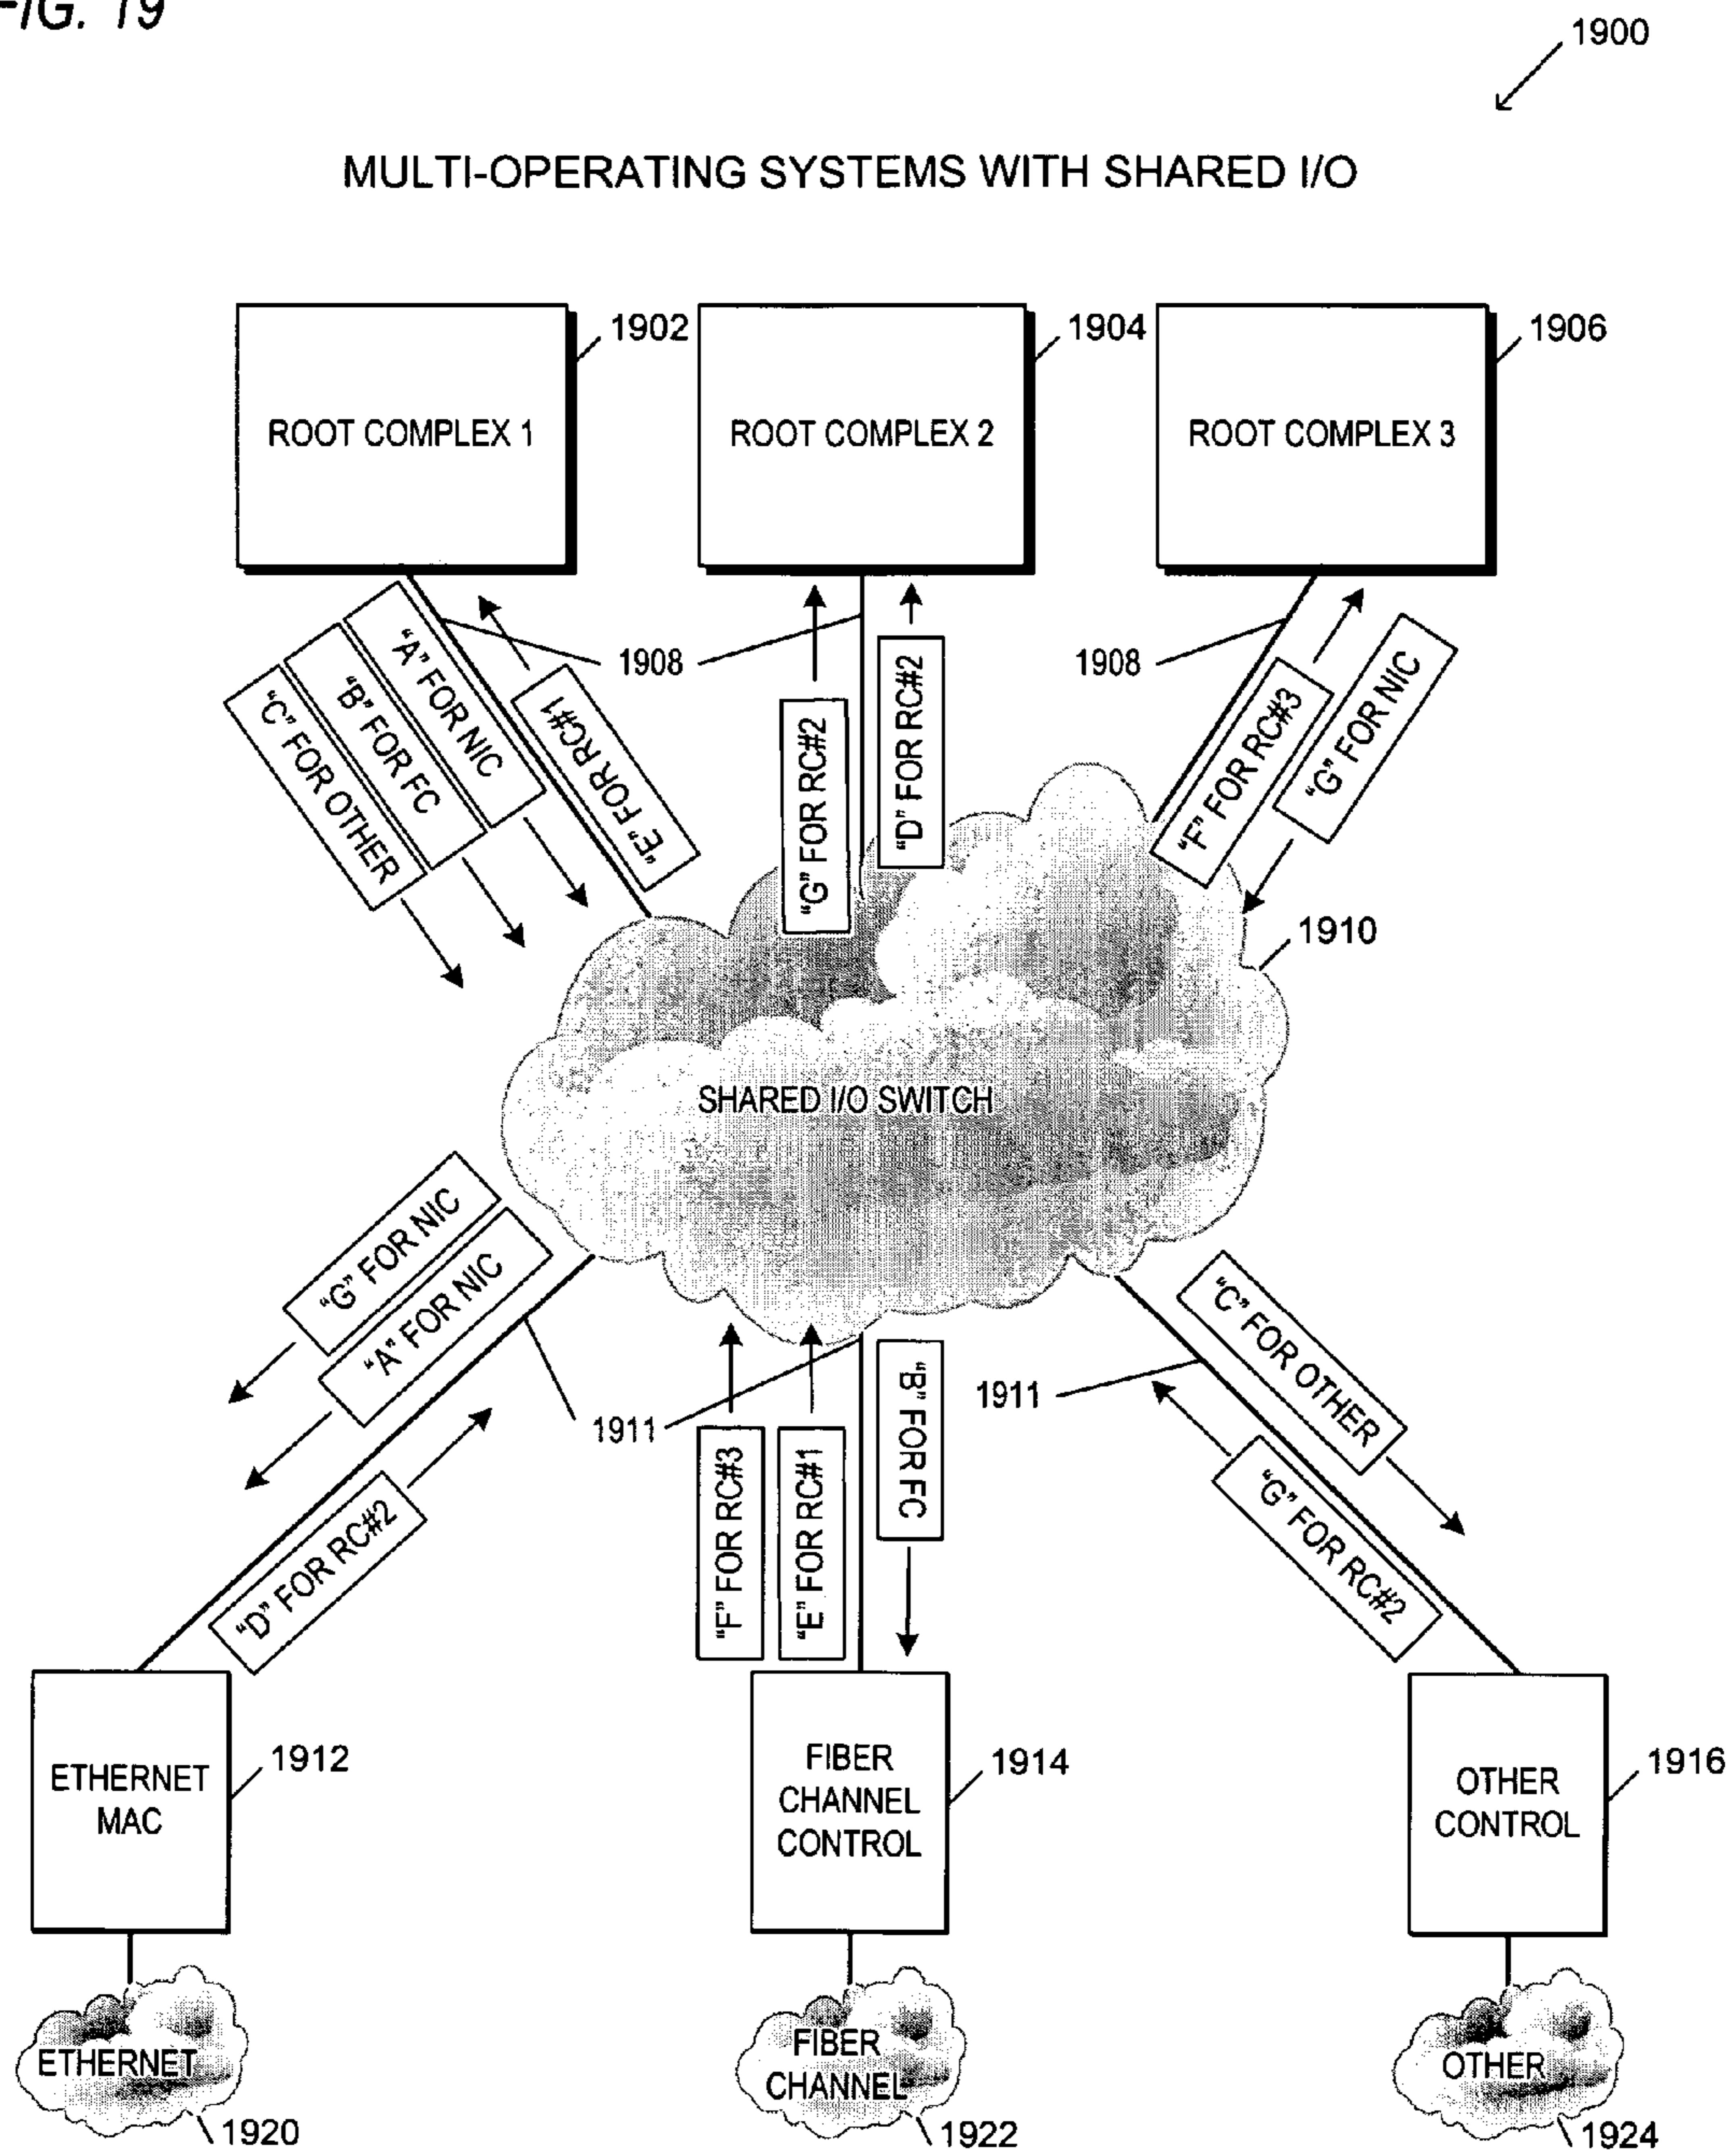 FIG. 19
1900
MULTI-OPERATING SYSTEMS WITH SHARED I/O
1902
1904
1906
ROOT COMPLEX 1
ROOT COMPLEX 2
ROOT COMPLEX 3
1908
1908
"A" FOR NIC
"B" FOR FC
"C" FOR OTHER
"E" FOR RC#1
"G" FOR RC#2
"D" FOR RC#2
"F" FOR RC#3
"G" FOR NIC
1910
SHARED I/O SWITCH
"G" FOR NIC
"A" FOR NIC
"D" FOR RC#2
1911
"F" FOR RC#3
"E" FOR RC#1
"B" FOR FC
1911
"C" FOR OTHER
"G" FOR RC#2
ETHERNET
MAC
1912
FIBER
CHANNEL
CONTROL
1914
OTHER
CONTROL
1916
ETHERNET
1920
FIBER
CHANNEL
1922
OTHER
1924